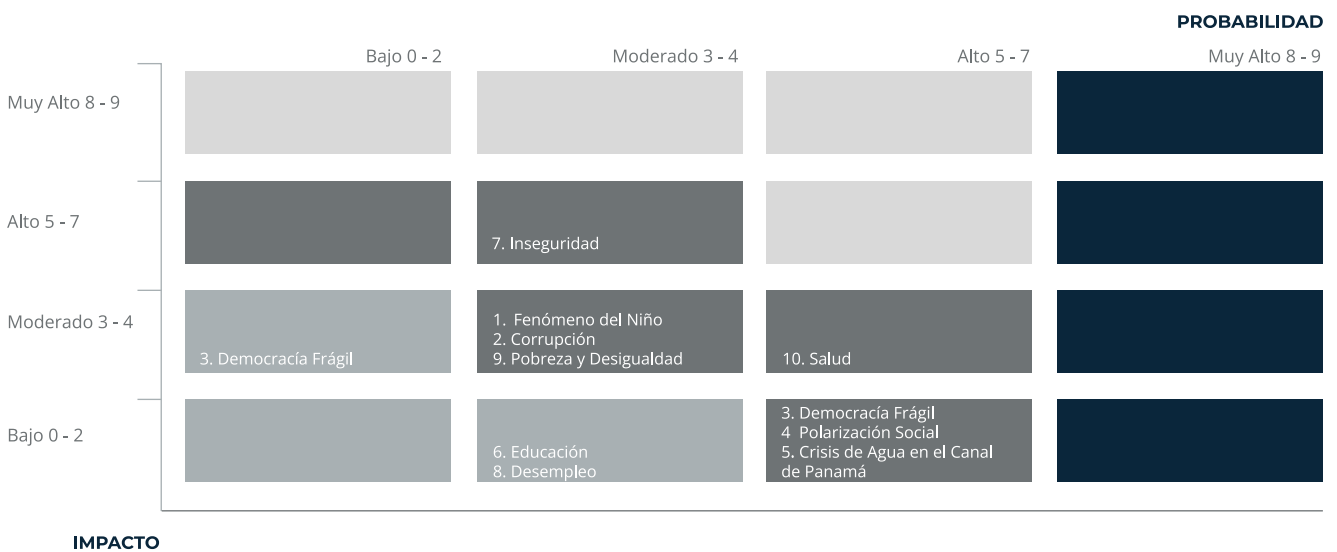 PROBABILIDAD
Bajo 0 - 2
Moderado 3 - 4
Alto 5 - 7
Muy Alto 8 - 9
Muy Alto 8 - 9
Alto 5 - 7
7. Inseguridad
Moderado 3 - 4
3. Democracía Frágil
1. Fenómeno del Niño
2. Corrupción
9. Pobreza y Desigualdad
10. Salud
Bajo 0 - 2
6. Educación
8. Desempleo
3. Democracía Frágil
4 Polarización Social
5. Crisis de Agua en el Canal
de Panamá
IMPACTO